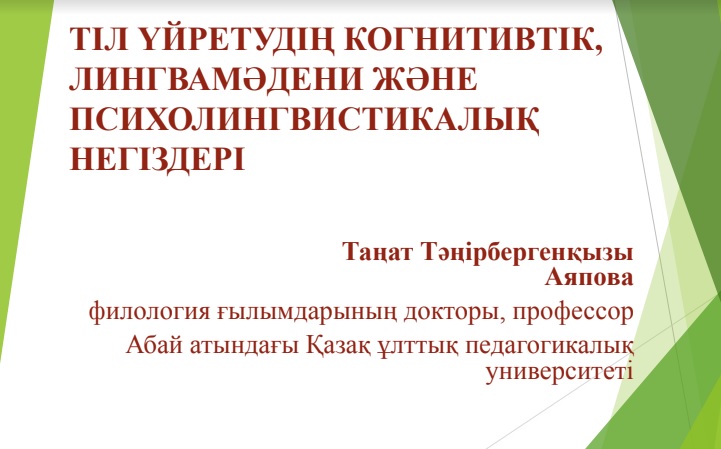 ТІЛ ҮЙРЕТУДІҢ КОГНИТИВТІК,
ЛИНГВАМӘДЕНИ ЖӘНЕ
ПСИХОЛИНГВИСТИКАЛЫҚ
НЕГІЗДЕРІ
Таңат Тәңірбергенқызы
Аяпова
филология ғылымдарының докторы, профессор
Абай атындағы Қазақ ұлттық педагогикалық
университеті